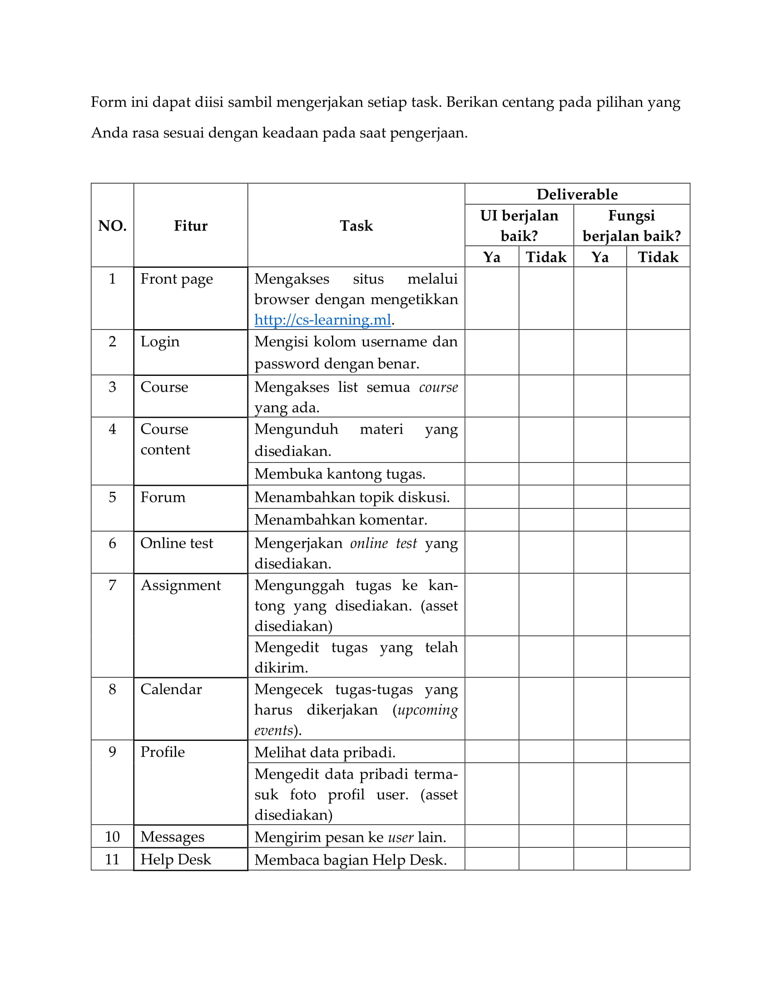 Form ini dapat diisi sambil mengerjakan setiap task. Berikan centang pada pilihan yang
Anda rasa sesuai dengan keadaan pada saat pengerjaan.
NO.
Fitur
Task
Deliverable
UI berjalan
baik?
Fungsi
berjalan baik?
Ya
Tidak
Ya
Tidak
1
Front page
Mengakses situs melalui
browser dengan mengetikkan
http://cs-learning.ml.
2
Login
Mengisi kolom username dan
password dengan benar.
3
Course
Mengakses list semua course
yang ada.
4
Course
content
Mengunduh materi yang
disediakan.
Membuka kantong tugas.
5
Forum
Menambahkan topik diskusi.
Menambahkan komentar.
6
Online test
Mengerjakan online test yang
disediakan.
7
Assignment
Mengunggah tugas ke kan-
tong yang disediakan. (asset
disediakan)
Mengedit tugas yang telah
dikirim.
8
Calendar
Mengecek tugas-tugas yang
harus dikerjakan (upcoming
events).
9
Profile
Melihat data pribadi.
Mengedit data pribadi terma-
suk foto profil user. (asset
disediakan)
10
Messages
Mengirim pesan ke user lain.
11
Help Desk
Membaca bagian Help Desk.